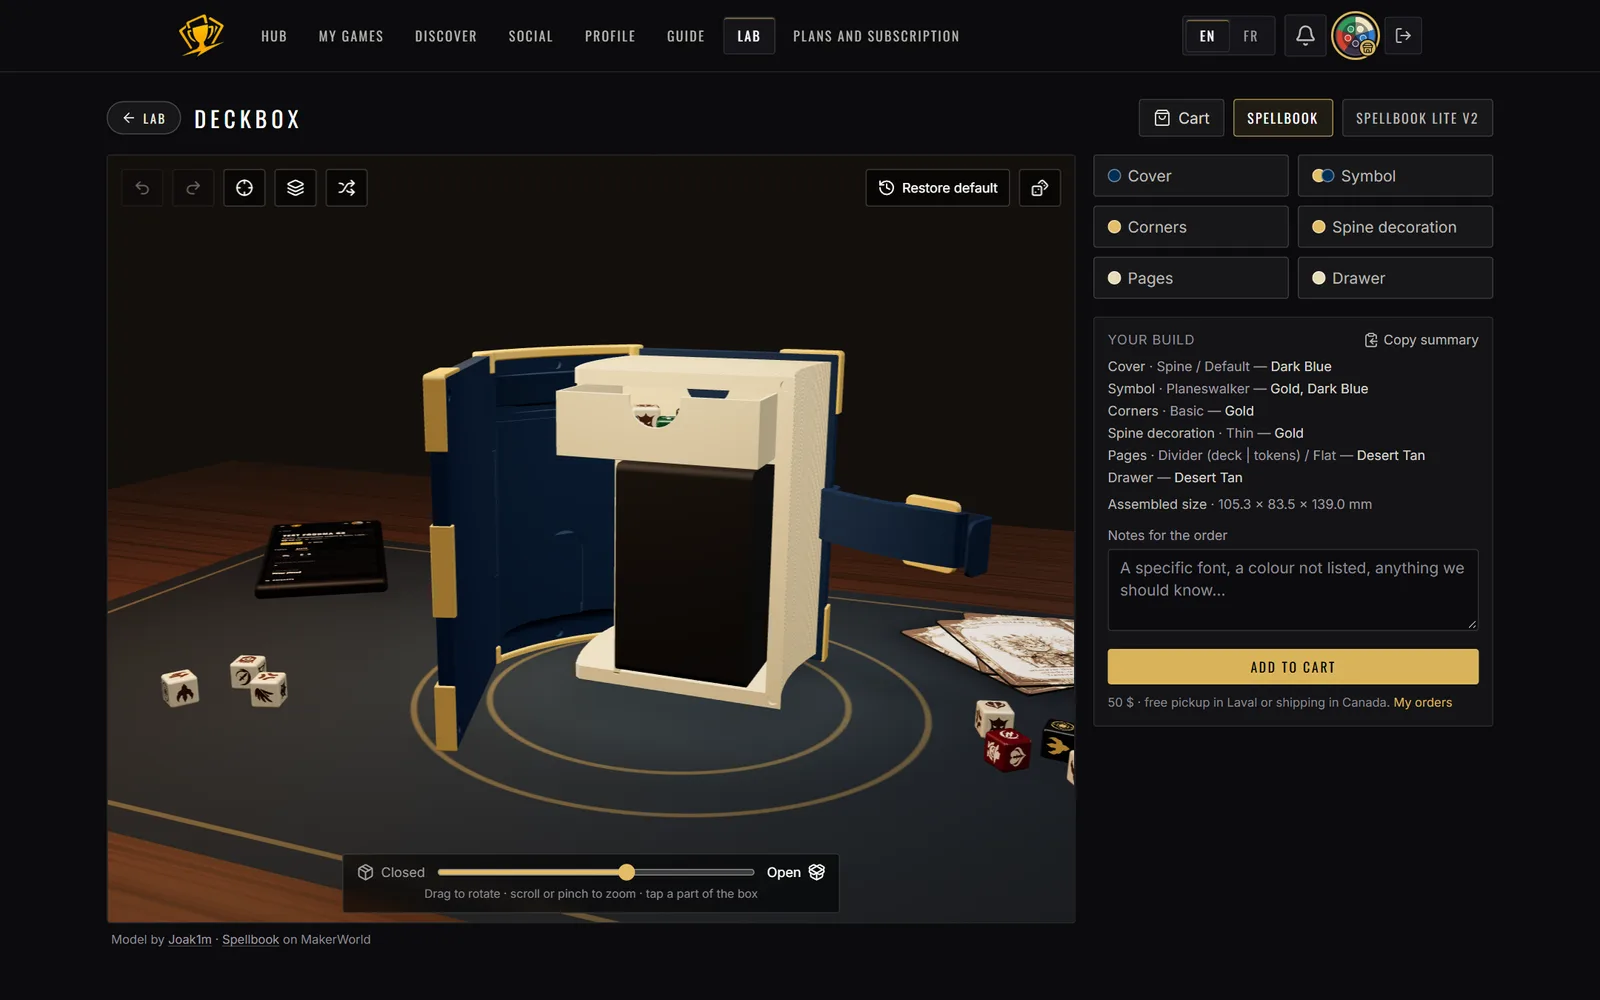 HUB
MY GAMES
DISCOVER
SOCIAL
PROFILE
GUIDE
LAB
PLANS AND SUBSCRIPTION
EN
FR
LAB
DECKBOX
Cart
SPELLBOOK
SPELLBOOK LITE V2
Restore default
Cover
Symbol
Corners
Spine decoration
Pages
Drawer
YOUR BUILD
Copy summary
Cover · Spine / Default — Dark Blue
Symbol · Planeswalker — Gold, Dark Blue
Corners · Basic — Gold
Spine decoration · Thin — Gold
Pages · Divider (deck | tokens) / Flat — Desert Tan
Drawer — Desert Tan
Assembled size · 105.3 × 83.5 × 139.0 mm
Notes for the order
A specific font, a colour not listed, anything we
should know...
ADD TO CART
50 $ · free pickup in Laval or shipping in Canada. My orders
Closed
Open
Drag to rotate · scroll or pinch to zoom · tap a part of the box
Model by Joak1m · Spellbook on MakerWorld